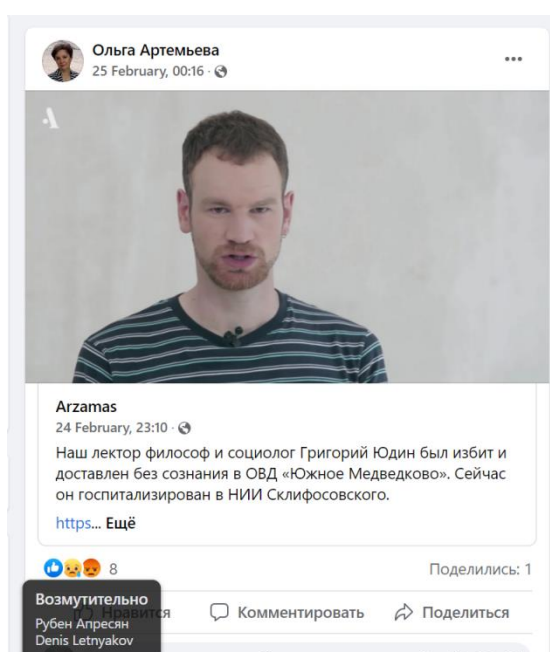 Ольга Артемьева
25 February, 00:16 ·
Arzamas
24 February, 23:10 ·
Наш лектор философ и социолог Григорий Юдин был избит и
доставлен без сознания в ОВД «Южное Медведково». Сейчас
он госпитализирован в НИИ Склифосовского.
https... Ещё
8
Поделились: 1
Нравится
Комментировать
Поделиться
Возмутительно
Рубен Апресян
Denis Letnyakov